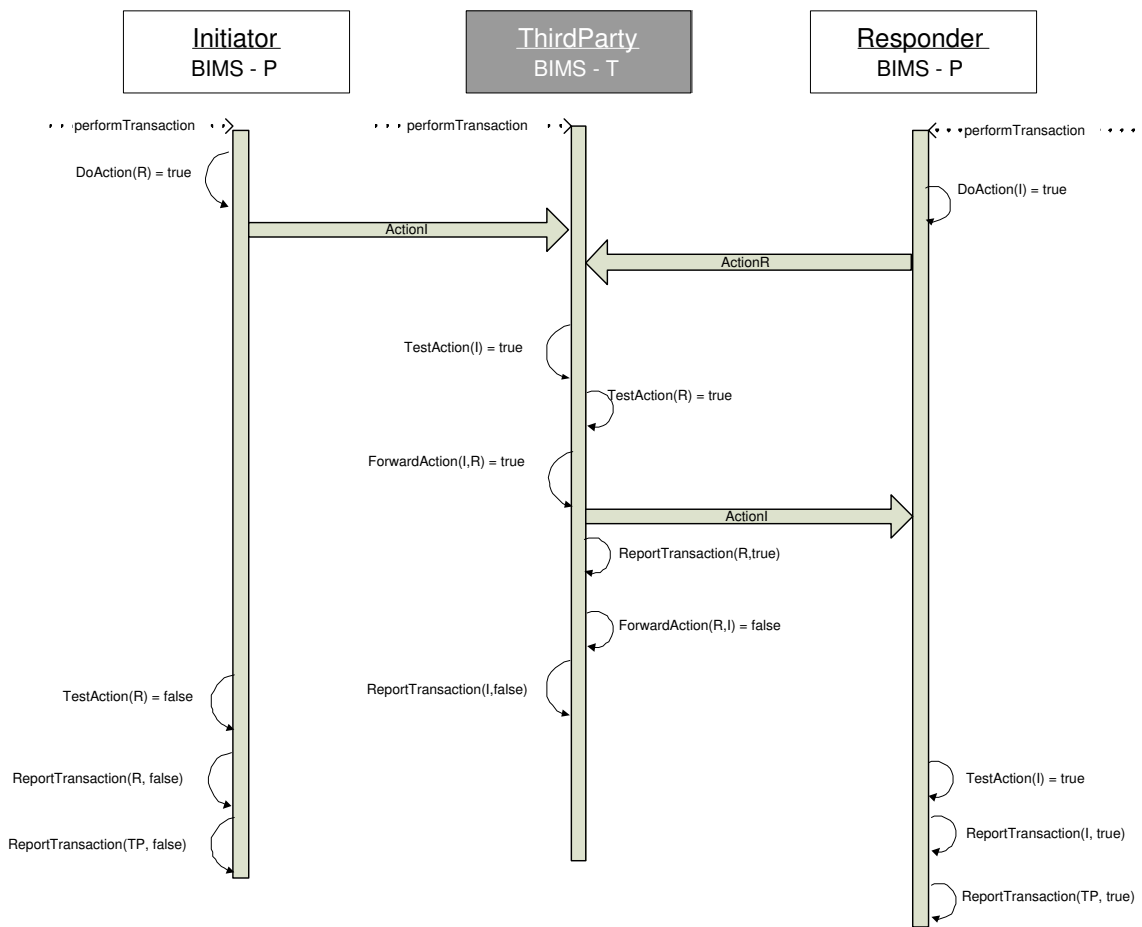 Initiator
BIMS - P
ThirdParty
BIMS - T
Responder
BIMS - P
performTransaction
performTransaction
performTransaction
DoAction(R) = true
DoAction(I) = true
ActionI
ActionR
TestAction(I) = true
TestAction(R) = true
ForwardAction(I,R) = true
ActionI
ReportTransaction(R,true)
ForwardAction(R,I) = false
ReportTransaction(I,false)
TestAction(R) = false
ReportTransaction(R, false)
TestAction(I) = true
ReportTransaction(I, true)
ReportTransaction(TP, false)
ReportTransaction(TP, true)